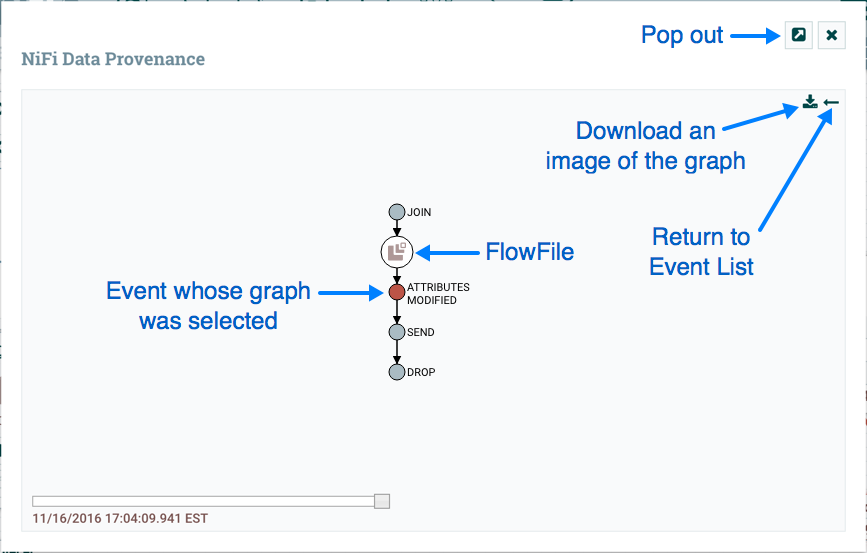 Pop out
NiFi Data Provenance
Download an
image of the graph
JOIN
Return to
Event List
FlowFile
Event whose graph
was selected
ATTRIBUTES
MODIFIED
SEND
DROP
11/16/2016 17:04:09.941 EST